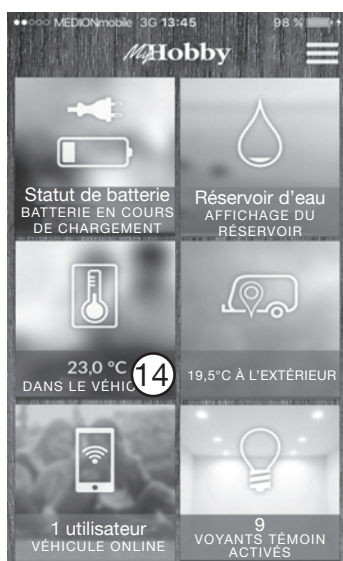 MEDIONmobile 3G 13:45 98 %
MyHobby
Statut de batterie
BATTERIE EN COURS
DE CHARGEMENT
Réservoir d'eau
AFFICHAGE DU
RÉSERVOIR
23,0 °C
DANS LE
14
19,5°C À L'EXTÉRIEUR
1 utilisateur
VÉHICULE ONLINE
9
VOYANTS TÉMOIN
ACTIVÉS